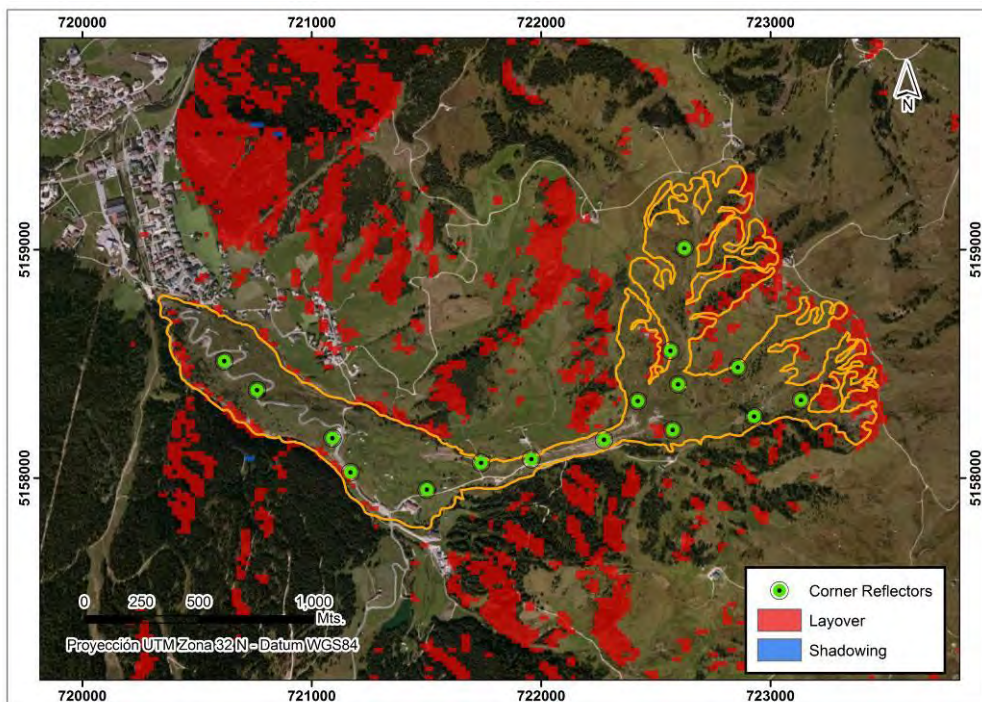 720000 721000 722000 723000
5159000 5159000
5158000 5158000
N
0 250 500 1,000
Mts.
Proyección UTM Zona 32 N - Datum WGS84
Corner Reflectors
Layover
Shadowing
720000 721000 722000 723000